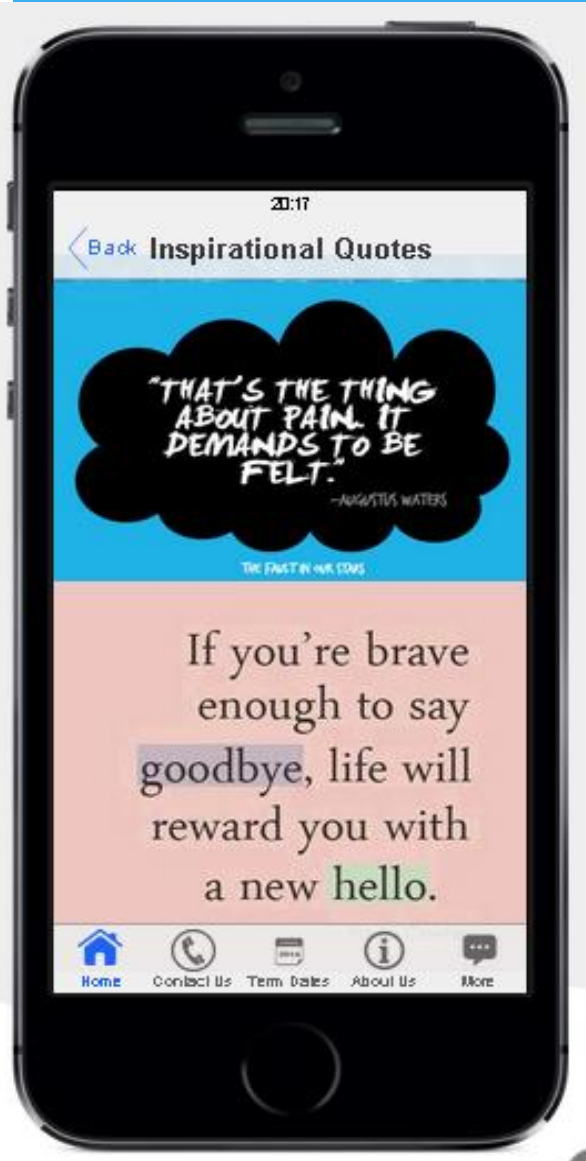 20:17
Back Inspirational Quotes
"THAT'S THE THING
ABOUT PAIN. IT
DEMANDS TO BE
FELT."
-AUGUSTUS WATERS
THE FAULT IN OUR STARS
If you're brave
enough to say
goodbye, life will
reward you with
a new hello.
Home Contact Us Term Dates About Us More